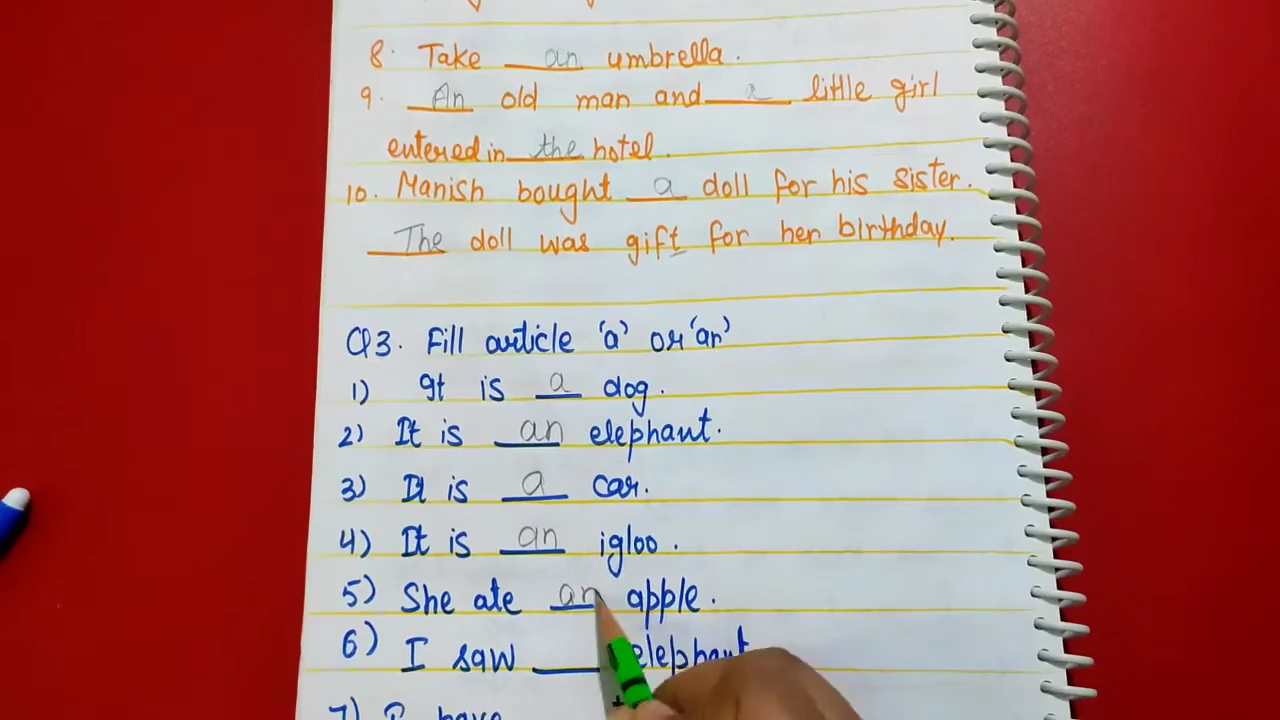 8. Take an umbrella.
9. An old man and a little girl
entered in the hotel.
10. Manish bought a doll for his sister.
The doll was gift for her birthday.
Q3. Fill article 'a' or 'an'
1) It is a dog.
2) It is an elephant.
3) It is a car.
4) It is an igloo.
5) She ate an apple.
6) I saw ____ elephant
7) I have